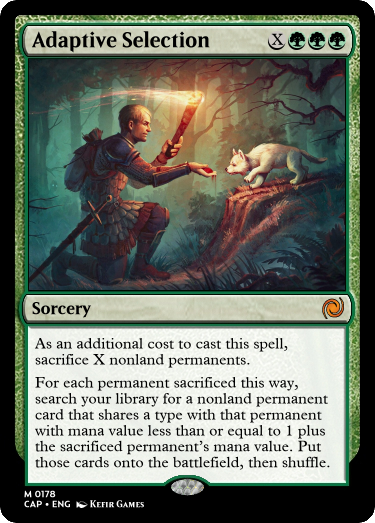 Adaptive Selection X
Sorcery
As an additional cost to cast this spell,
sacrifice X nonland permanents.
For each permanent sacrificed this way,
search your library for a nonland permanent
card that shares a type with that permanent
with mana value less than or equal to 1 plus
the sacrificed permanent's mana value. Put
those cards onto the battlefield, then shuffle.
M 0178
CAP • ENG Kefir Games